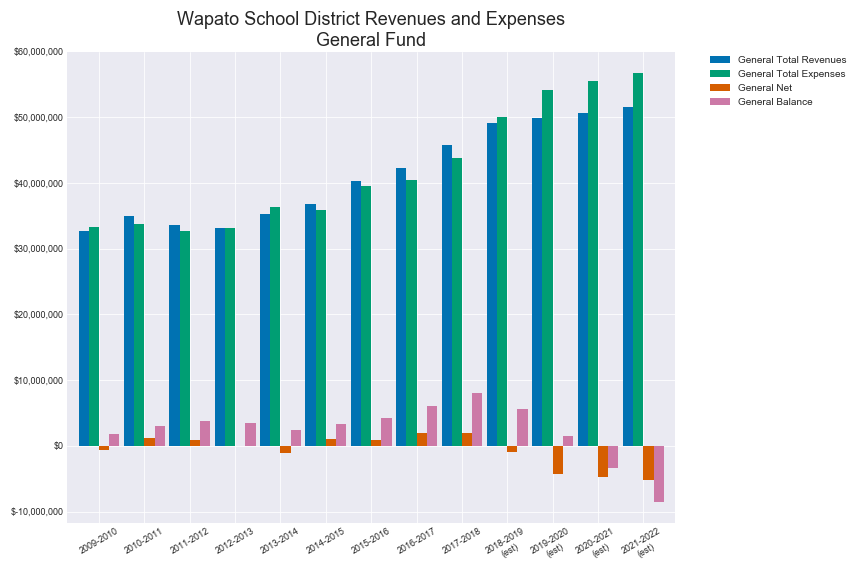 Wapato School District Revenues and Expenses
General Fund
$60,000,000
$50,000,000
$40,000,000
$30,000,000
$20,000,000
$10,000,000
$0
$-10,000,000
2009-2010
2010-2011
2011-2012
2012-2013
2013-2014
2014-2015
2015-2016
2016-2017
2017-2018
2018-2019
(est)
2019-2020
(est)
2020-2021
(est)
2021-2022
(est)
General Total Revenues
General Total Expenses
General Net
General Balance